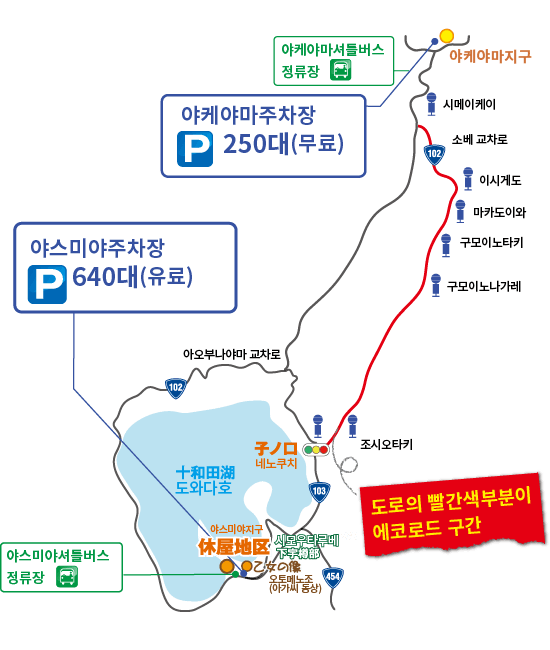 야케야마셔틀버스
정류장
야케야마지구
야케야마주차장
P 250대(무료)
시메이케이
소베 교차로
102
이시게도
마카도이와
구모이노타키
구모이노나가레
야스미야주차장
P 640대(유료)
아오부나야마 교차로
102
조시오타키
子ノ口
네노쿠치
十和田湖
도와다호
103
도로의 빨간색부분이
에코로드 구간
야스미야지구
休屋地区
시모우타루베
下宇樽部
乙女の像
오토메노조
(아가씨 동상)
454
야스미야셔틀버스
정류장